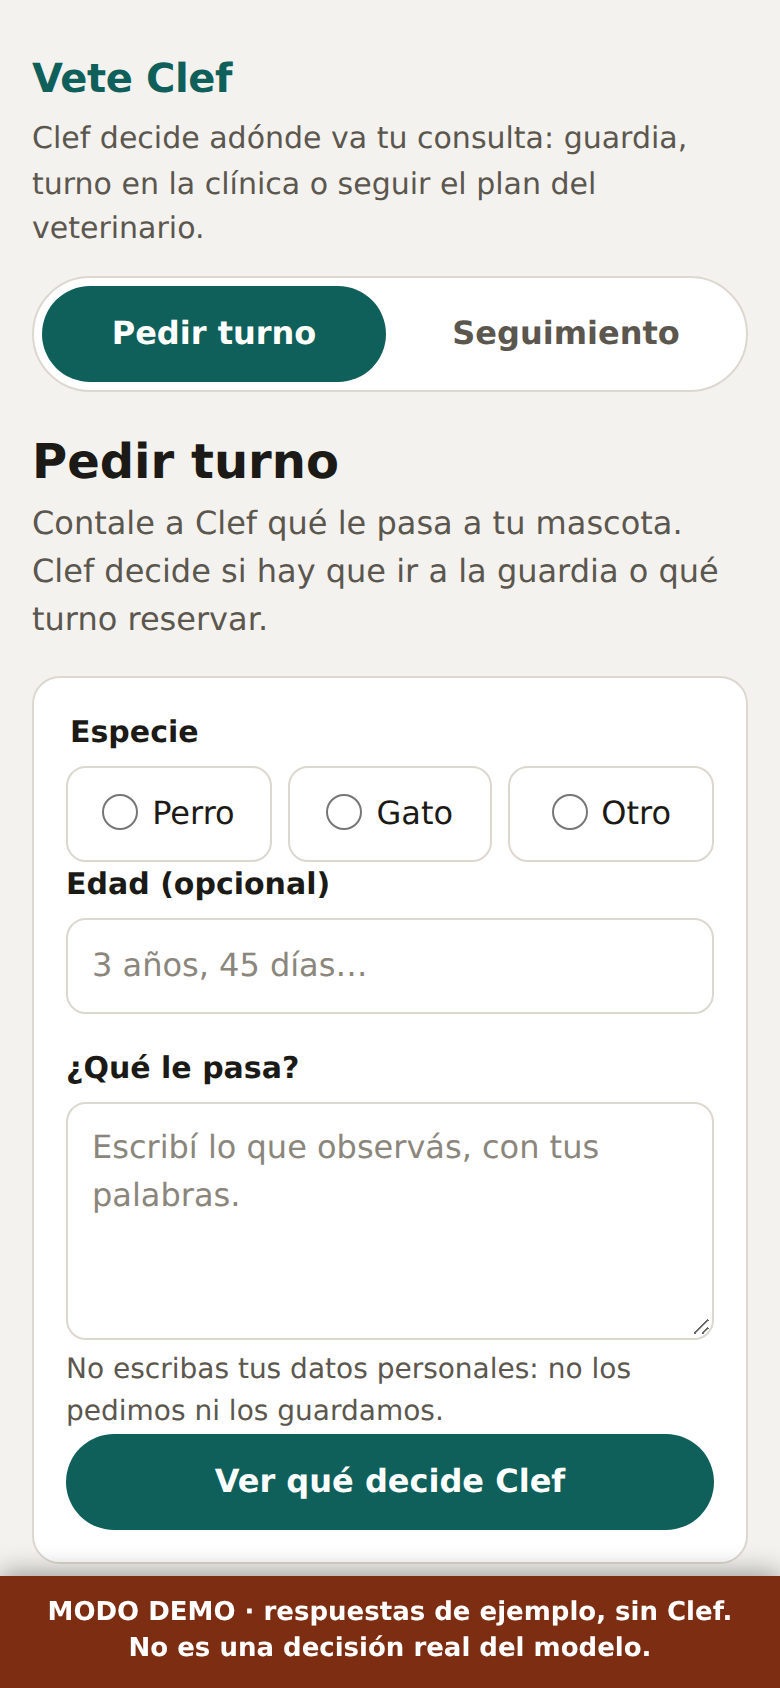 Vete Clef
Clef decide adónde va tu consulta: guardia,
turno en la clínica o seguir el plan del
veterinario.
Pedir turno
Seguimiento
Pedir turno
Contale a Clef qué le pasa a tu mascota.
Clef decide si hay que ir a la guardia o qué
turno reservar.
Especie
Perro
Gato
Otro
Edad (opcional)
3 años, 45 días…
¿Qué le pasa?
Escribí lo que observás, con tus
palabras.
No escribas tus datos personales: no los
pedimos ni los guardamos.
Ver qué decide Clef
MODO DEMO · respuestas de ejemplo, sin Clef.
No es una decisión real del modelo.